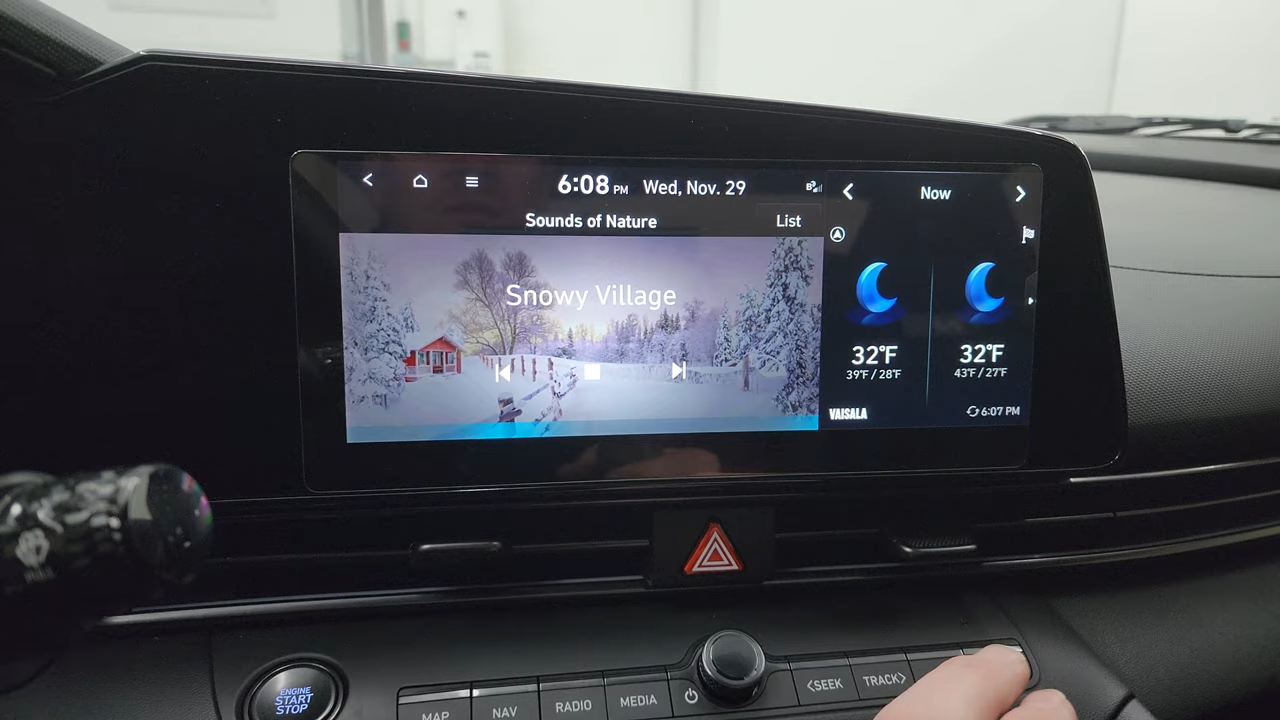 6:08 PM Wed, Nov. 29
Now
Sounds of Nature
List
Snowy Village
32°F
39°F / 28°F
32°F
43°F / 27°F
VAISALA
6:07 PM
ENGINE
START
STOP
MAP
NAV
RADIO
MEDIA
<SEEK
TRACK>